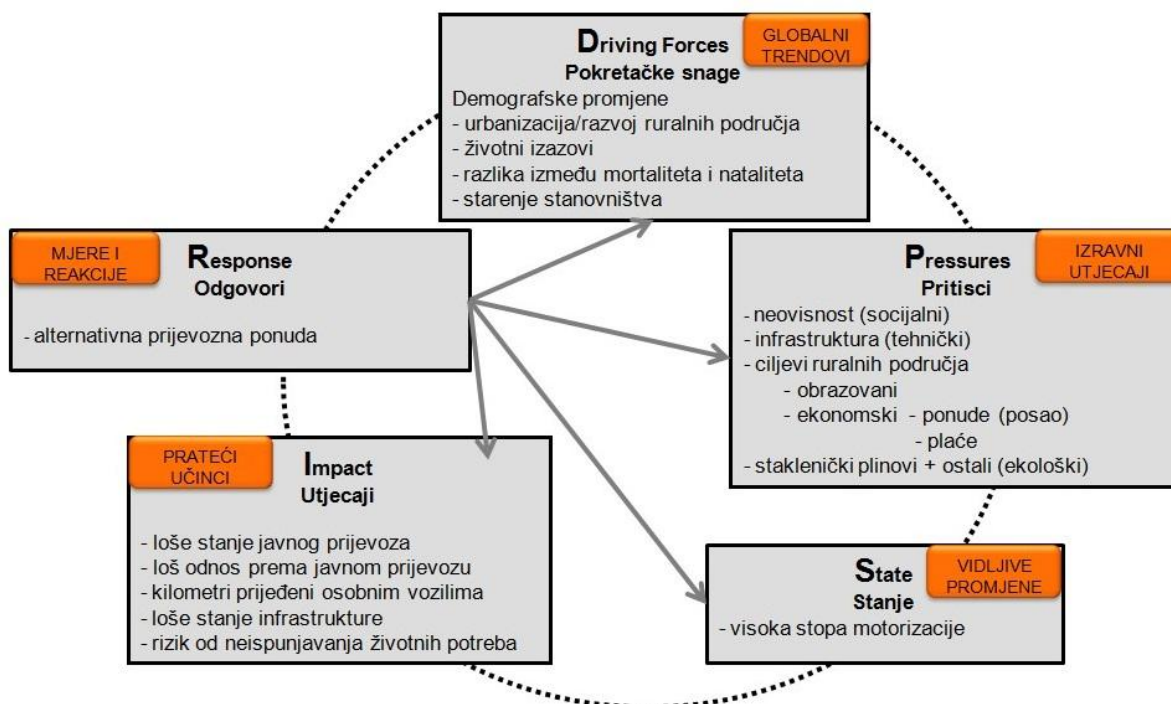 Driving Forces
Pokretačke snage
GLOBALNI
TRENDOVI
Demografske promjene
- urbanizacija/razvoj ruralnih područja
- životni izazovi
- razlika između mortaliteta i nataliteta
- starenje stanovništva
MJERE I
REAKCIJE
Response
Odgovori
- alternativna prijevozna ponuda
Pressures
Pritisci
IZRAVNI
UTJECAJI
- neovisnost (socijalni)
- infrastruktura (tehnički)
- ciljevi ruralnih područja
- obrazovani
- ekonomski - ponude (posao)
- plaće
- staklenički plinovi + ostali (ekološki)
PRATEĆI
UČINCI
Impact
Utjecaji
- loše stanje javnog prijevoza
- loš odnos prema javnom prijevozu
- kilometri prijeđeni osobnim vozilima
- loše stanje infrastrukture
- rizik od neispunjavanja životnih potreba
State
Stanje
VIDLJIVE
PROMJENE
- visoka stopa motorizacije